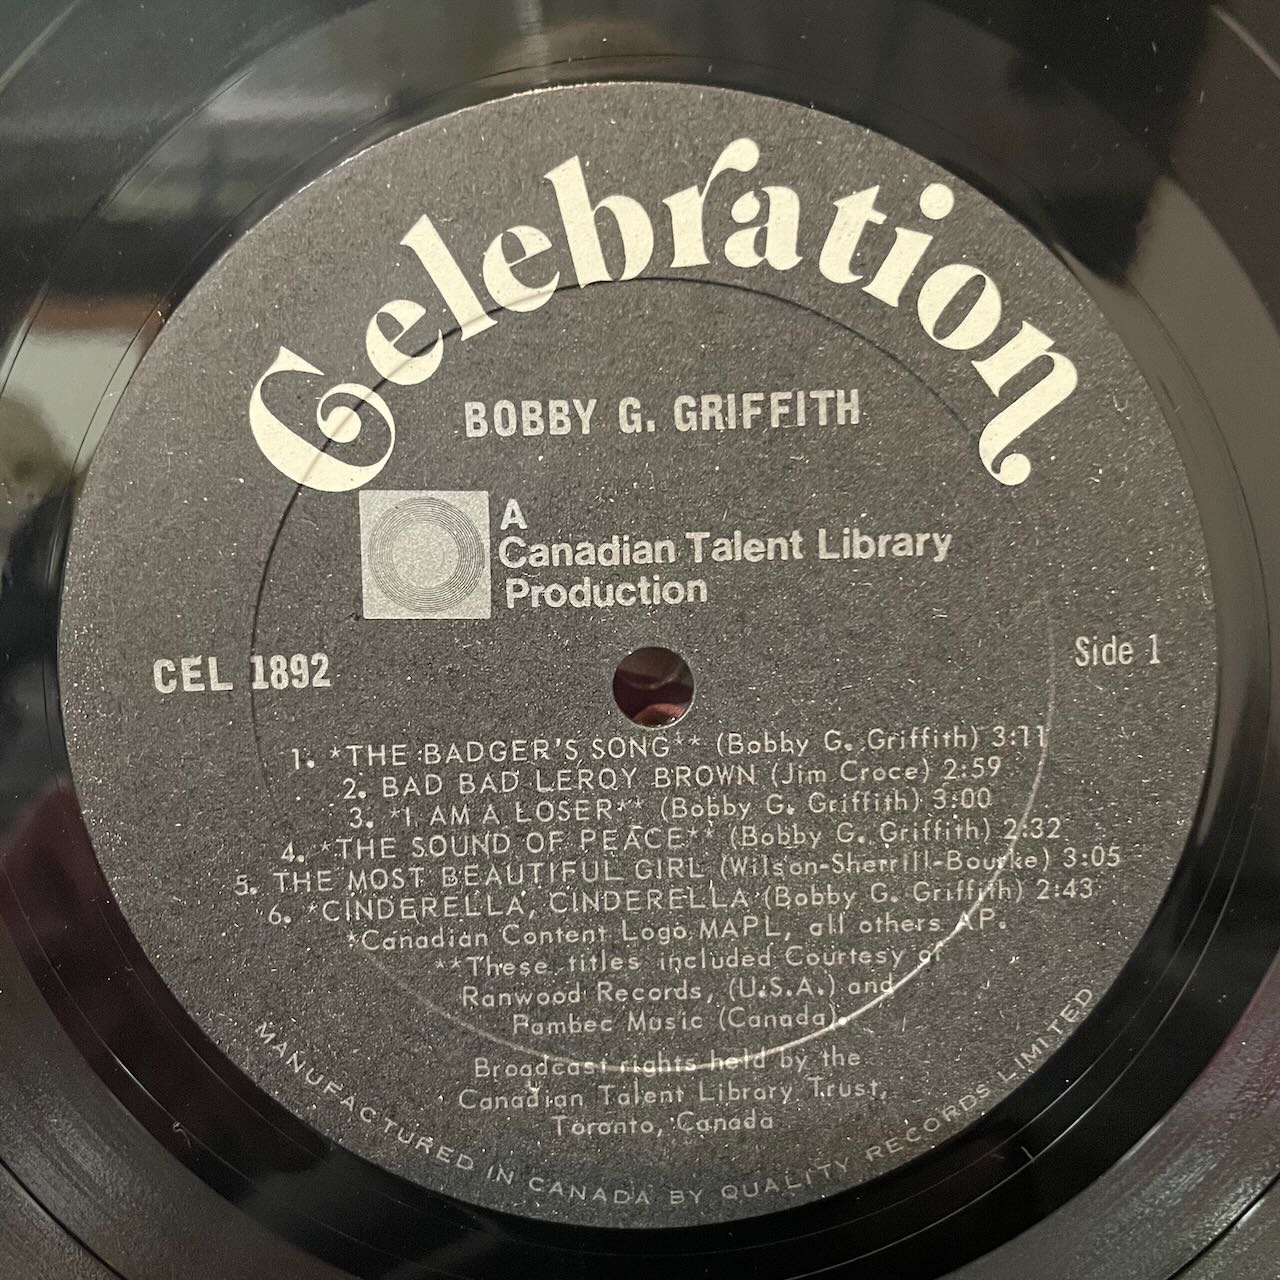 Celebration
BOBBY G. GRIFFITH
A
Canadian Talent Library
Production
CEL 1892
Side 1
1. *THE BADGER'S SONG** (Bobby G. Griffith) 3:11
2. BAD BAD LEROY BROWN (Jim Croce) 2:59
3. *I AM A LOSER** (Bobby G. Griffith) 3:00
4. *THE SOUND OF PEACE** (Bobby G. Griffith) 2:32
5. THE MOST BEAUTIFUL GIRL (Wilson-Sherrill-Bourke) 3:05
6. *CINDERELLA, CINDERELLA (Bobby G. Griffith) 2:43
*Canadian Content Logo MAPL, all others AP.
**These titles included Courtesy of
Ranwood Records, (U.S.A.) and
Pambec Music (Canada).
Broadcast rights held by the
Canadian Talent Library Trust,
Toronto, Canada
MANUFACTURED IN CANADA BY QUALITY RECORDS LIMITED